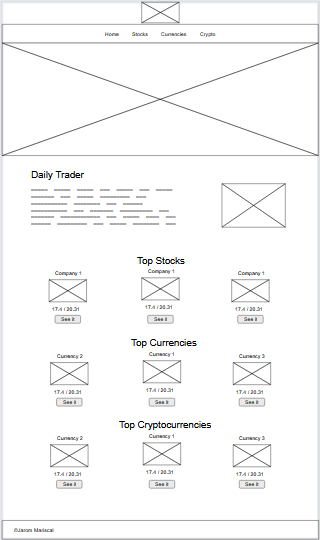 Home Stocks Currencies Crypto
Daily Trader
Top Stocks
Company 1 Company 1 Company 1
17.4 / 20.31 17.4 / 20.31 17.4 / 20.31
See it See it See it
Top Currencies
Currency 2 Currency 1 Currency 3
17.4 / 20.31 17.4 / 20.31 17.4 / 20.31
See it See it See it
Top Cryptocurrencies
Currency 2 Currency 1 Currency 3
17.4 / 20.31 17.4 / 20.31 17.4 / 20.31
See it See it See it
©Jarom Mariscal